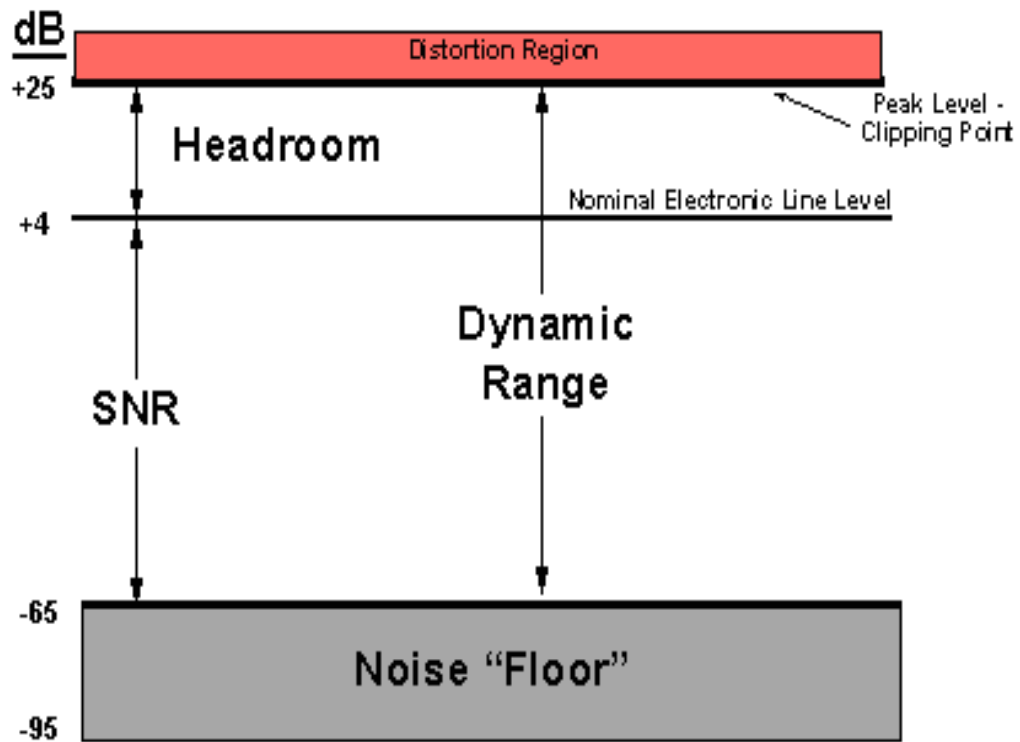 dB
Distortion Region
+25
Peak Level -
Clipping Point
Headroom
Nominal Electronic Line Level
+4
Dynamic
Range
SNR
-65
Noise “Floor”
-95